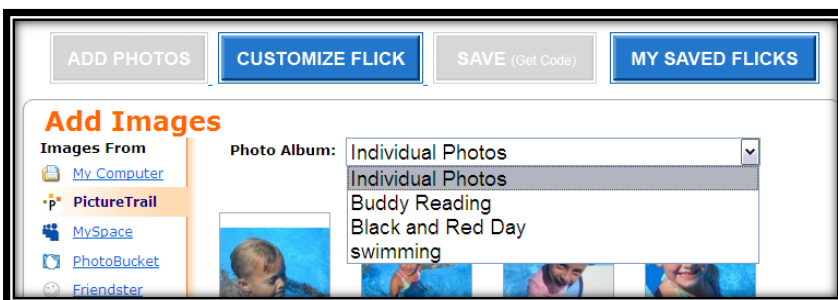 ADD PHOTOS CUSTOMIZE FLICK SAVE (Get Code) MY SAVED FLICKS
Add Images
Images From
Photo Album: Individual Photos
My Computer
Individual Photos
PictureTrail
Buddy Reading
MySpace
Black and Red Day
PhotoBucket
swimming
Friendster